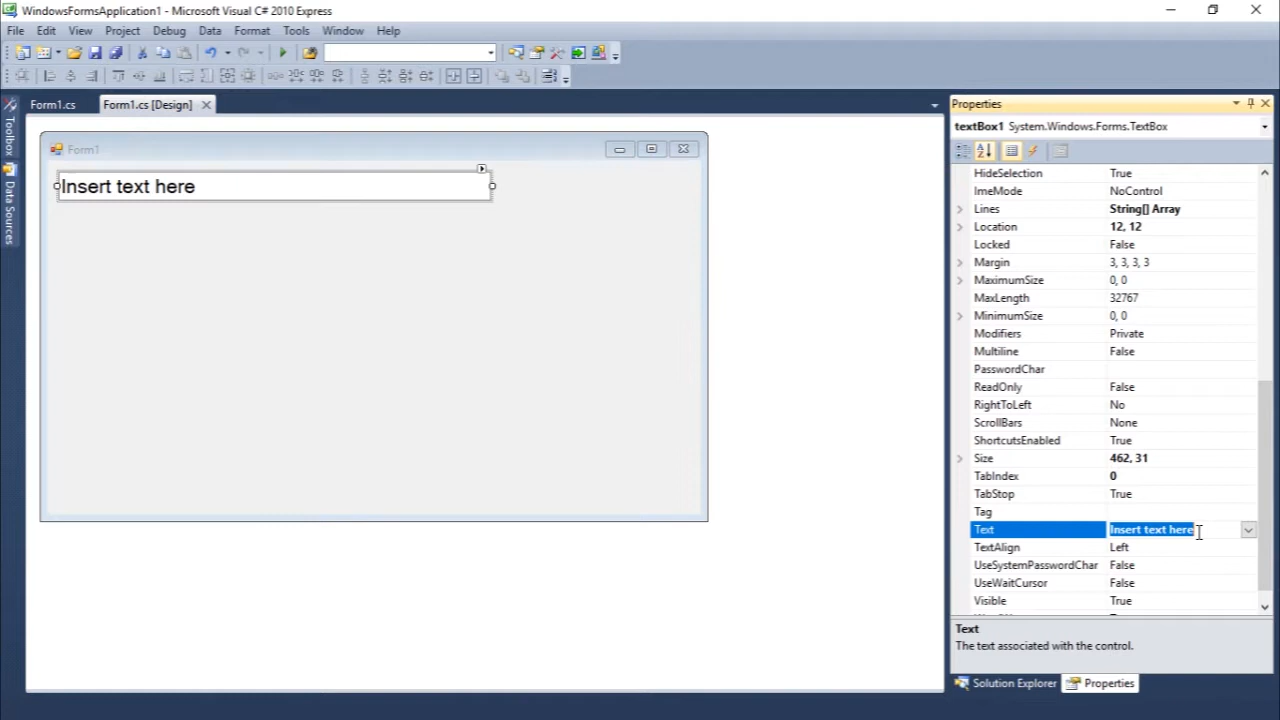 WindowsFormsApplication1 - Microsoft Visual C# 2010 Express
File Edit View Project Debug Data Format Tools Window Help
Form1.cs Form1.cs [Design]
Toolbox
Data Sources
Form1
Insert text here
Properties
textBox1 System.Windows.Forms.TextBox
HideSelection True
ImeMode NoControl
Lines String[] Array
Location 12, 12
Locked False
Margin 3, 3, 3, 3
MaximumSize 0, 0
MaxLength 32767
MinimumSize 0, 0
Modifiers Private
Multiline False
PasswordChar
ReadOnly False
RightToLeft No
ScrollBars None
ShortcutsEnabled True
Size 462, 31
TabIndex 0
TabStop True
Tag
Text Insert text here
TextAlign Left
UseSystemPasswordChar False
UseWaitCursor False
Visible True
Text
The text associated with the control.
Solution Explorer Properties